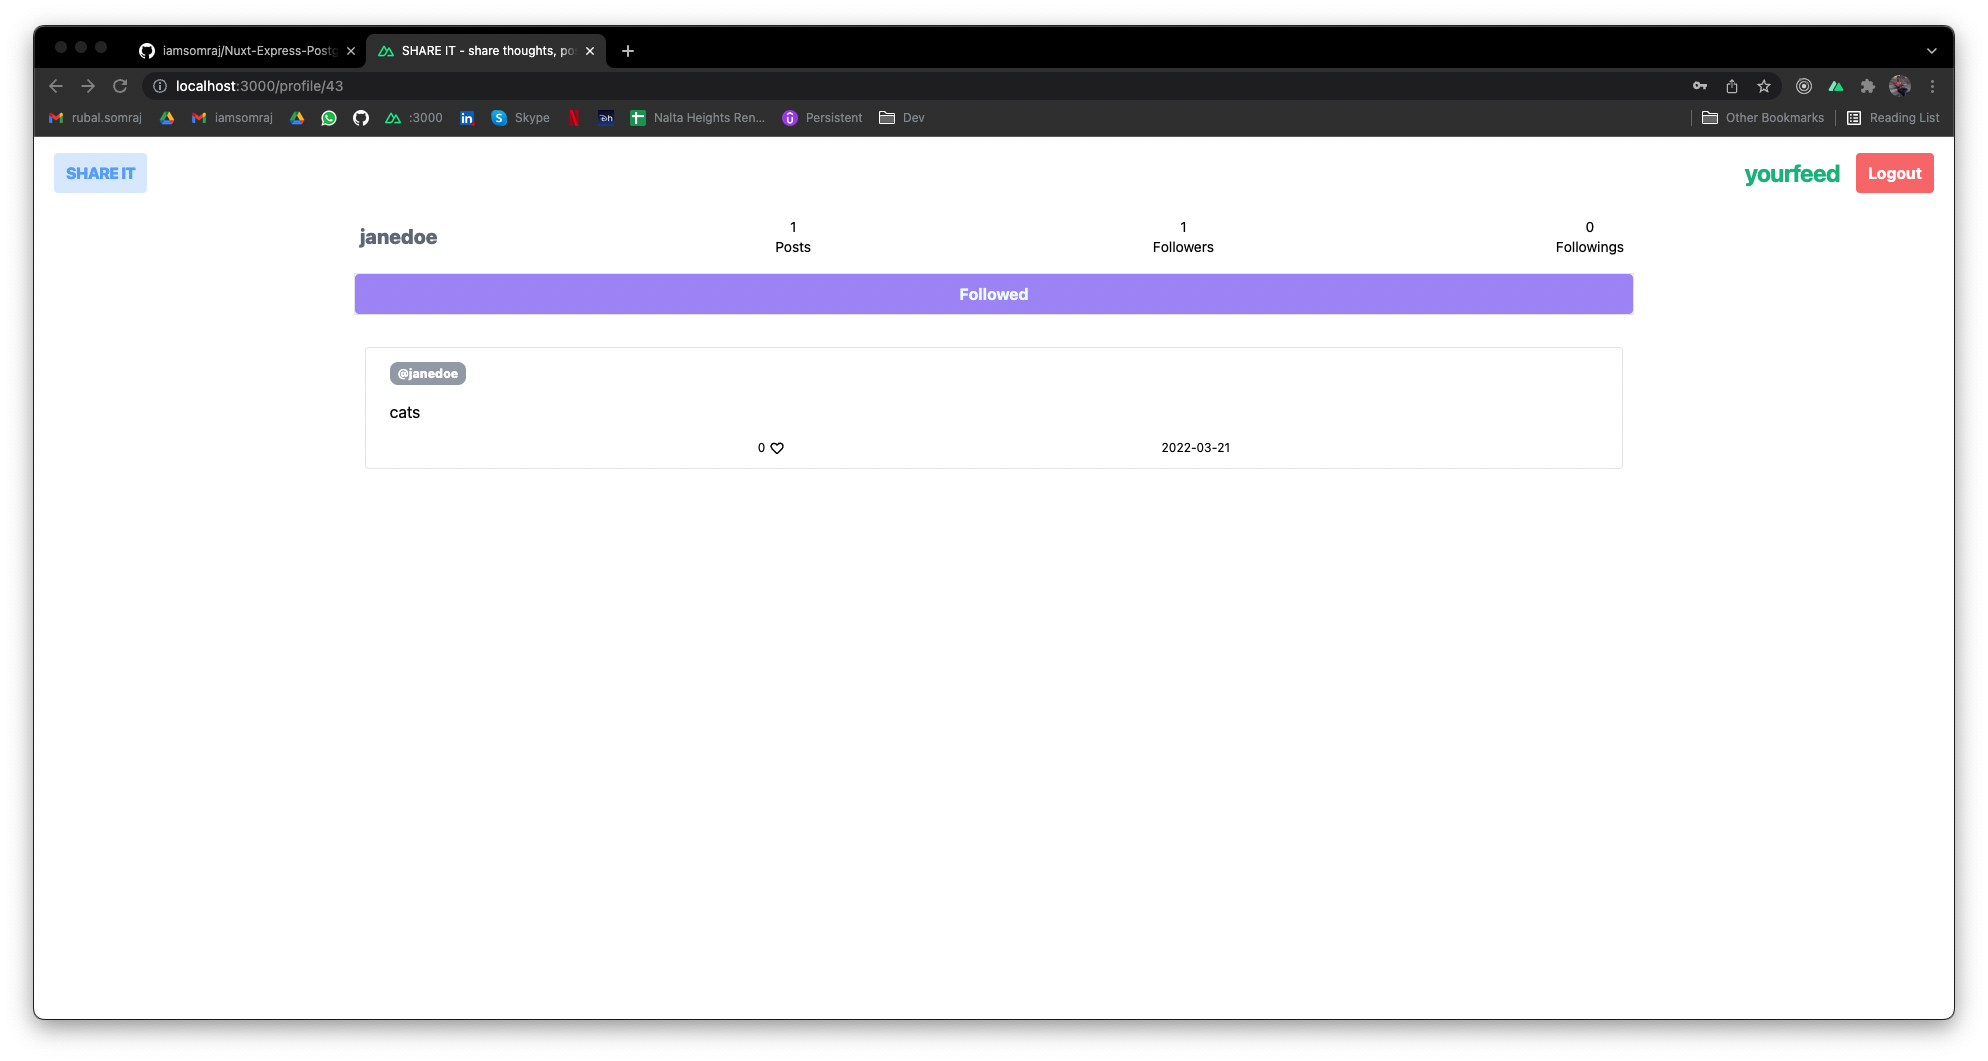 iamsomraj/Nuxt-Express-Postg
SHARE IT - share thoughts, po
localhost:3000/profile/43
rubal.somraj iamsomraj :3000 in S Skype N Nalta Heights Ren... Persistent Dev Other Bookmarks Reading List
SHARE IT yourfeed Logout
janedoe
1 1 0
Posts Followers Followings
Followed
@janedoe
cats
0 2022-03-21